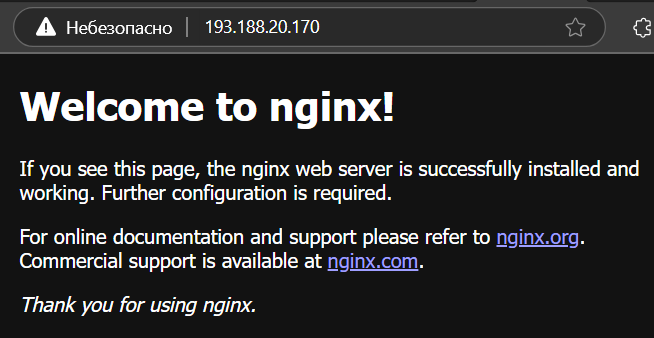 Небезопасно 193.188.20.170
Welcome to nginx!
If you see this page, the nginx web server is successfully installed and
working. Further configuration is required.
For online documentation and support please refer to nginx.org.
Commercial support is available at nginx.com.
Thank you for using nginx.